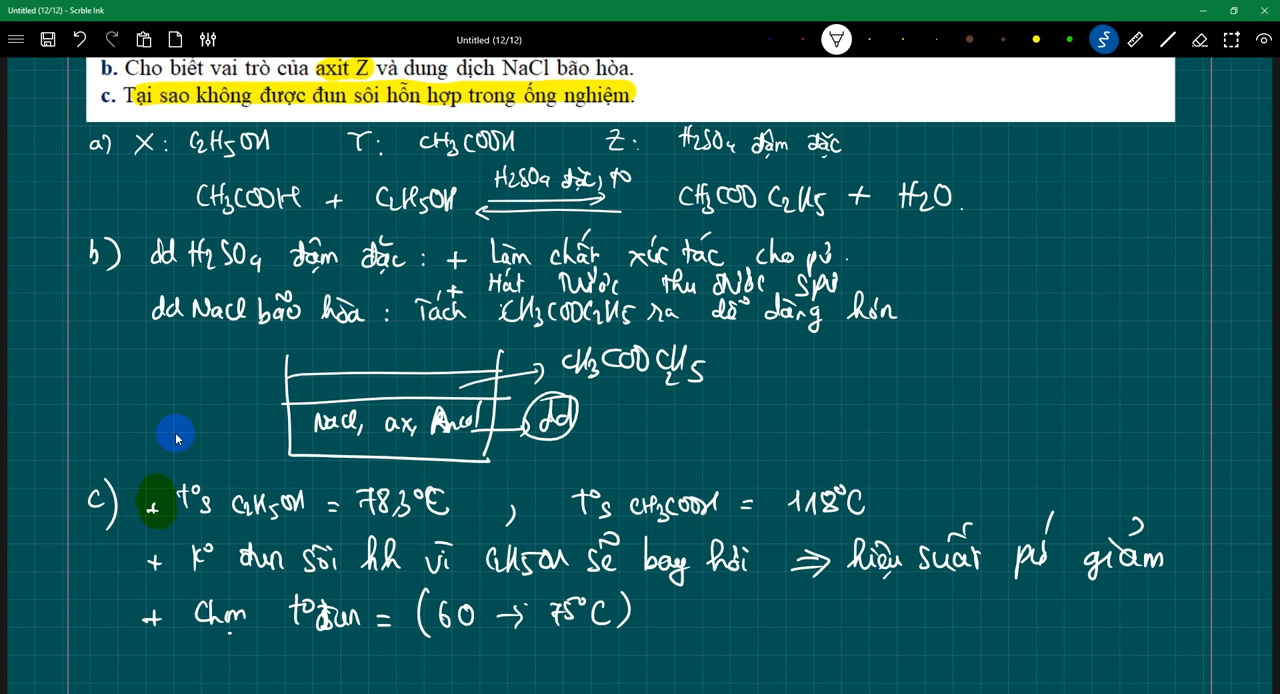 Untitled (12/12) - Scrble Ink
Untitled (12/12)
b. Cho biết vai trò của axit Z và dung dịch NaCl bão hòa.
c. Tại sao không được đun sôi hỗn hợp trong ống nghiệm.
a) X: C2H5OH Y: CH3COOH Z: H2SO4 đậm đặc
H2SO4 đặc, t0
CH3COOH + C2H5OH ⇌ CH3COOC2H5 + H2O.
b) dd H2SO4 đậm đặc: + Làm chất xúc tác cho pứ.
+ Hát nước thu được spứ
dd NaCl bão hòa: Tách CH3COOC2H5 ra dễ dàng hơn
CH3COOC2H5
NaCl, ax, Ancol → dd
c) + t°s C2H5OH = 78,3°C, t°s CH3COOH = 118°C
+ K° đun sôi hh vì C2H5OH sẽ bay hơi ⇒ hiệu suất pứ giảm
+ Chọn t°đun = (60 → 75°C)